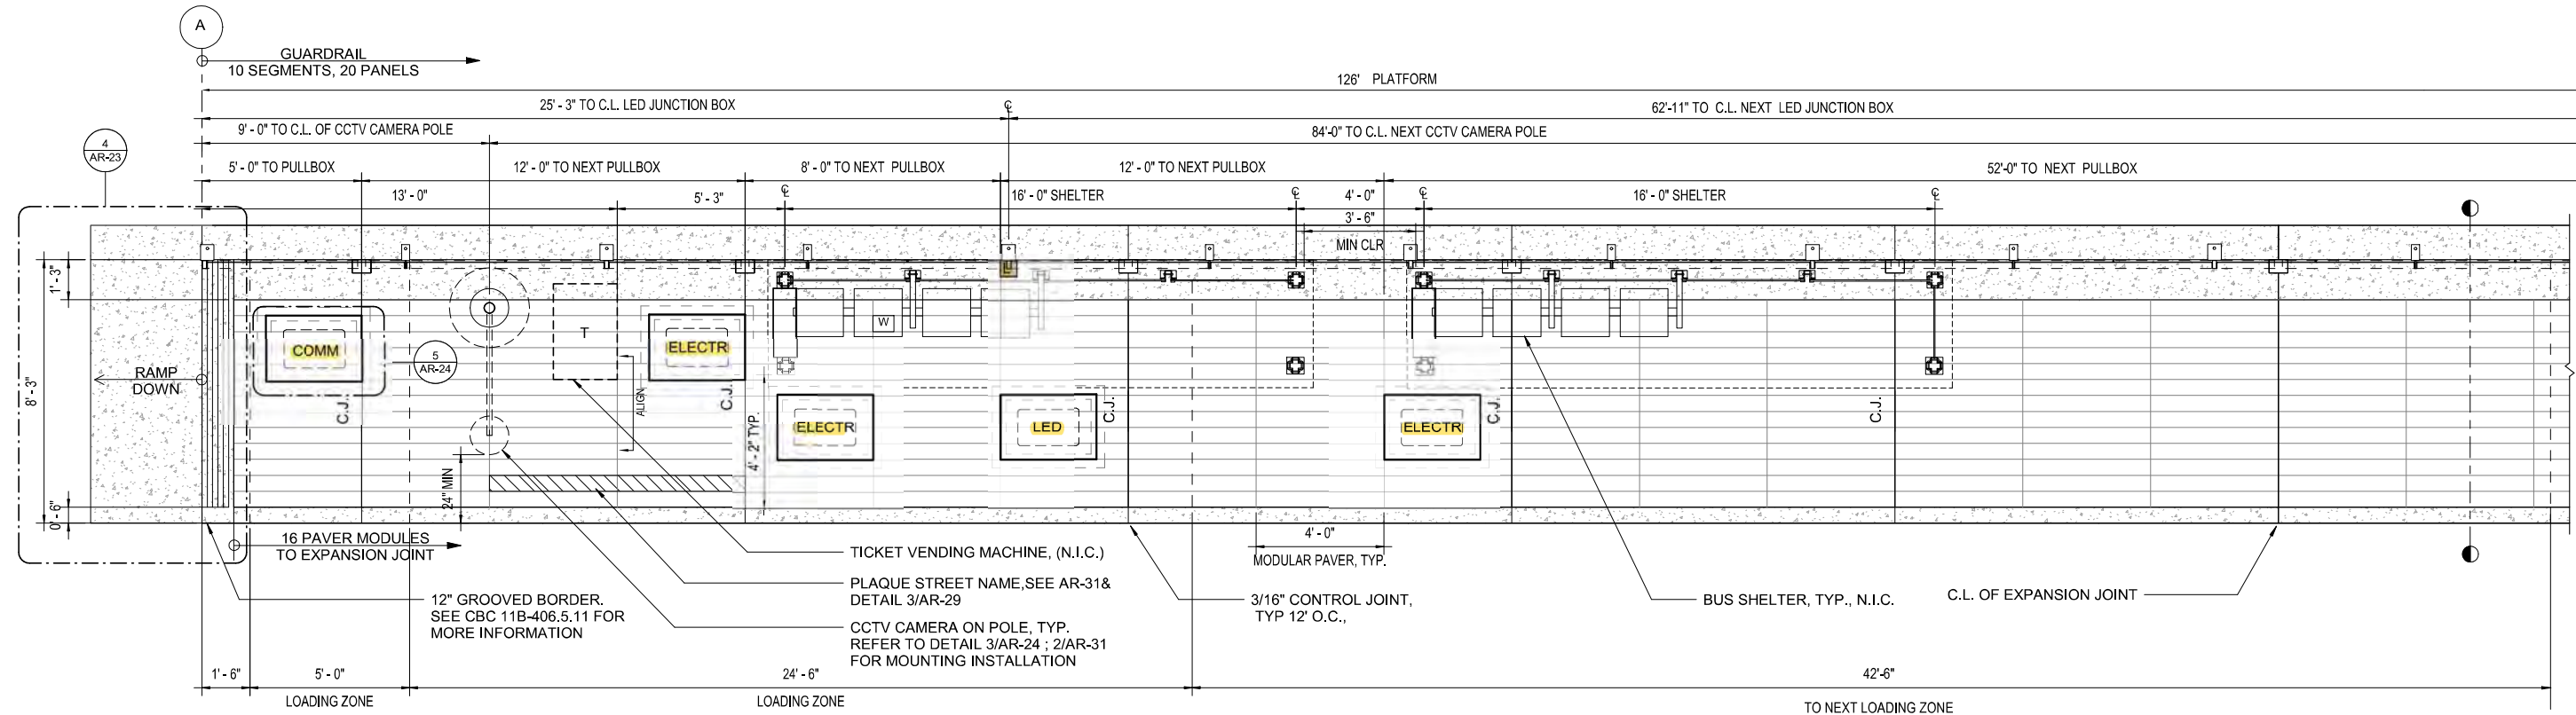 A
GUARDRAIL
10 SEGMENTS, 20 PANELS
126' PLATFORM
25' - 3" TO C.L. LED JUNCTION BOX
62'-11" TO C.L. NEXT LED JUNCTION BOX
9' - 0" TO C.L. OF CCTV CAMERA POLE
84'-0" TO C.L. NEXT CCTV CAMERA POLE
4
AR-23
5' - 0" TO PULLBOX
12' - 0" TO NEXT PULLBOX
8' - 0" TO NEXT PULLBOX
12' - 0" TO NEXT PULLBOX
52'-0" TO NEXT PULLBOX
13' - 0"
5' - 3"
16' - 0" SHELTER
4' - 0"
16' - 0" SHELTER
3' - 6"
MIN CLR
1' - 3"
8' - 3"
0' - 6"
T
W
COMM
ELECTR
5
AR-24
RAMP
DOWN
ALIGN
C.J.
C.J.
C.J.
C.J.
C.J.
4' - 2" TYP.
ELECTR
LED
ELECTR
24" MIN
16 PAVER MODULES
TO EXPANSION JOINT
4' - 0"
MODULAR PAVER, TYP.
TICKET VENDING MACHINE, (N.I.C.)
PLAQUE STREET NAME,SEE AR-31&
DETAIL 3/AR-29
12" GROOVED BORDER.
SEE CBC 11B-406.5.11 FOR
MORE INFORMATION
CCTV CAMERA ON POLE, TYP.
REFER TO DETAIL 3/AR-24 ; 2/AR-31
FOR MOUNTING INSTALLATION
3/16" CONTROL JOINT,
TYP 12' O.C.,
BUS SHELTER, TYP., N.I.C.
C.L. OF EXPANSION JOINT
1' - 6"
5' - 0"
24' - 6"
42'-6"
LOADING ZONE
LOADING ZONE
TO NEXT LOADING ZONE